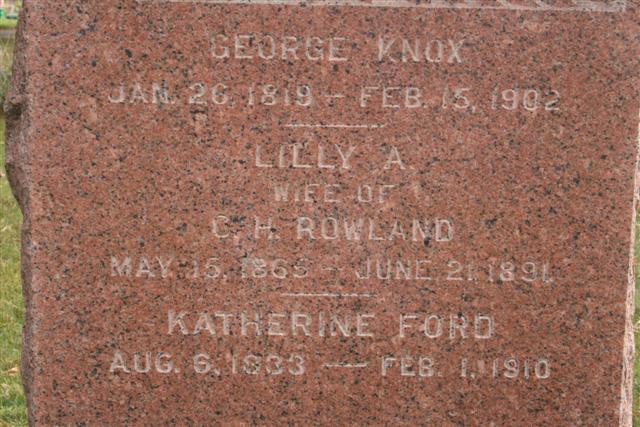 GEORGE KNOX
JAN. 26, 1819 — FEB. 15, 1902
LILLY A.
WIFE OF
C. H. ROWLAND
MAY. 15, 1865 — JUNE. 21, 1891.
KATHERINE FORD
AUG. 6, 1833 — FEB. 1, 1910